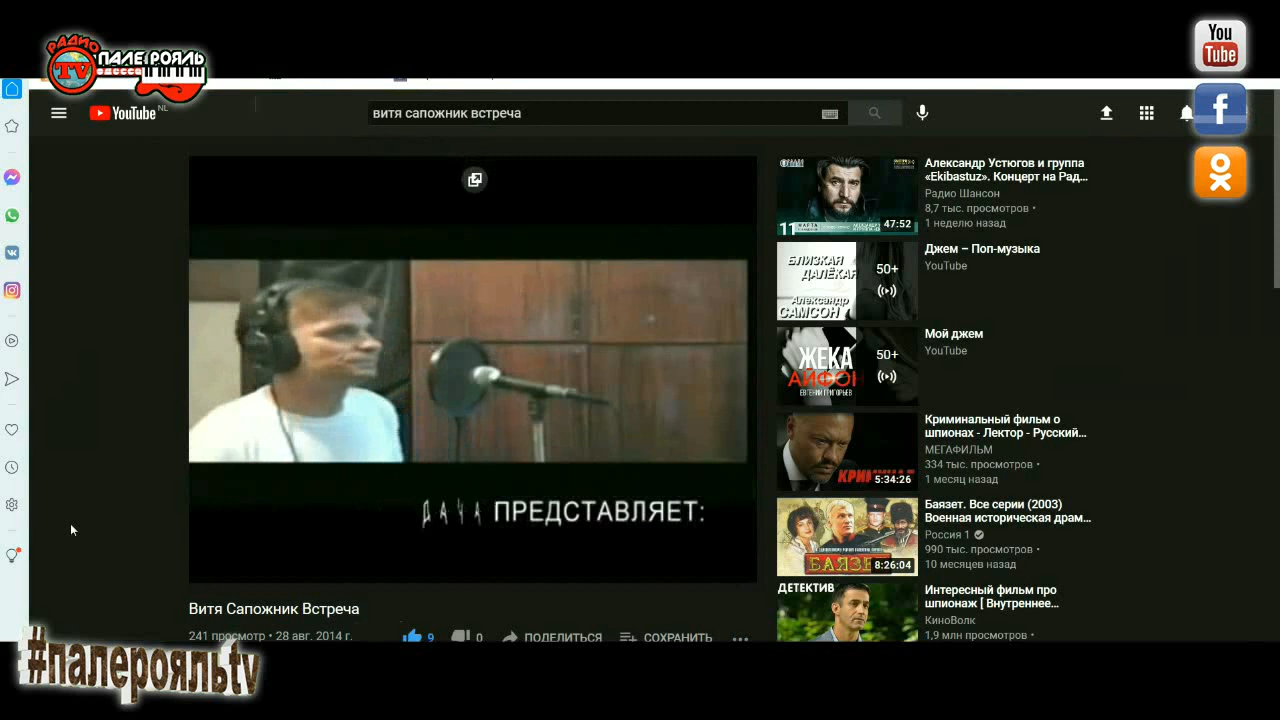 РАДИО
TV
ПАЛЕ РОЯЛЬ
ОДЕССА
You
Tube
f
YouTube NL
витя сапожник встреча
ДАЧА ПРЕДСТАВЛЯЕТ:
Витя Сапожник Встреча
241 просмотр • 28 авг. 2014 г.
9
0
ПОДЕЛИТЬСЯ
СОХРАНИТЬ
11 МАРТА
47:52
Александр Устюгов и группа
«Ekibastuz». Концерт на Рад...
Радио Шансон
8,7 тыс. просмотров •
1 неделю назад
БЛИЗКАЯ
ДАЛЁКАЯ
Александр
САМСОН
50+
Джем – Поп-музыка
YouTube
ЖЕКА
АЙФОН
ЕВГЕНИЙ ГРИГОРЬЕВ
50+
Мой джем
YouTube
5:34:26
Криминальный фильм о
шпионах - Лектор - Русский...
МЕГАФИЛЬМ
334 тыс. просмотров •
1 месяц назад
БАЯЗЕТ
8:26:04
Баязет. Все серии (2003)
Военная историческая драм...
Россия 1
990 тыс. просмотров •
10 месяцев назад
ДЕТЕКТИВ
Интересный фильм про
шпионаж [ Внутреннее...
КиноВолк
1,9 млн просмотров •
#палерояльtv